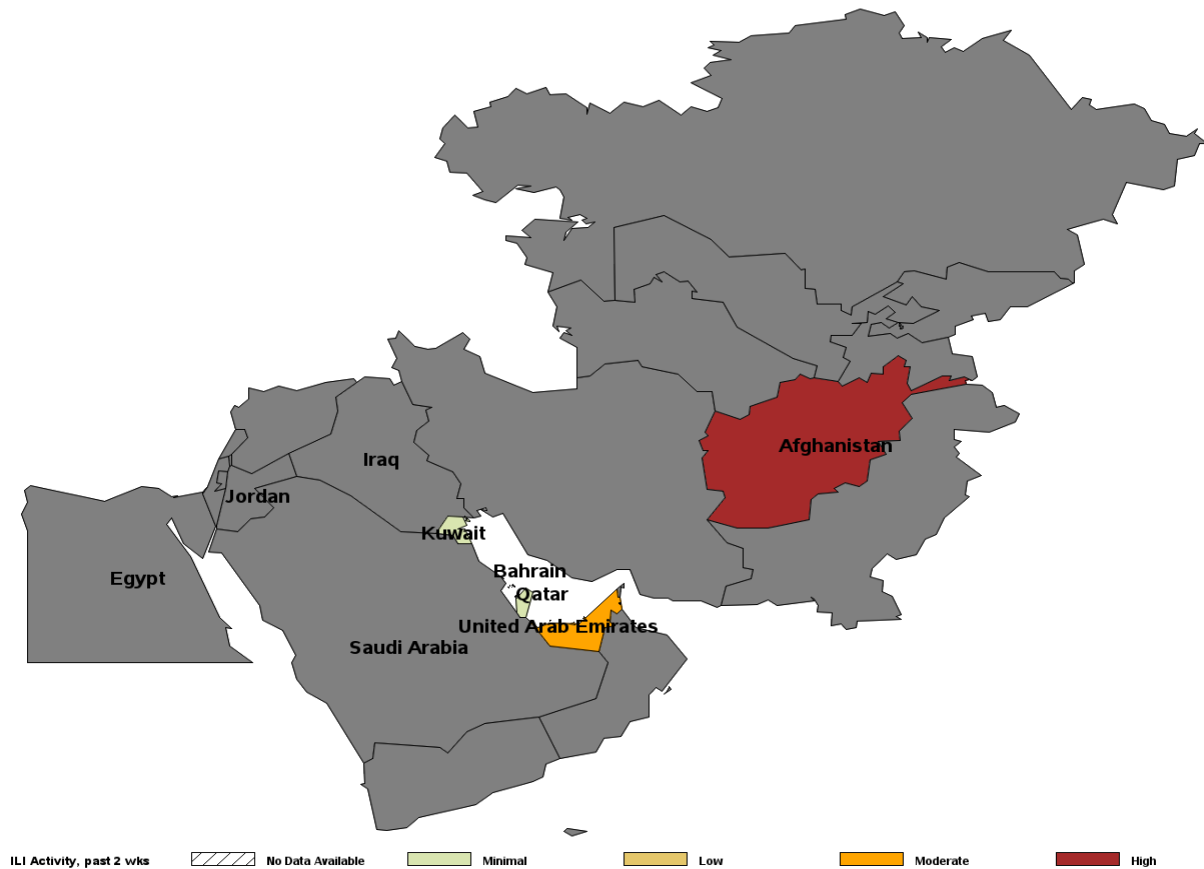 Afghanistan
Iraq
Jordan
Kuwait
Bahrain
Egypt
Qatar
United Arab Emirates
Saudi Arabia
ILI Activity, past 2 wks No Data Available Minimal Low Moderate High